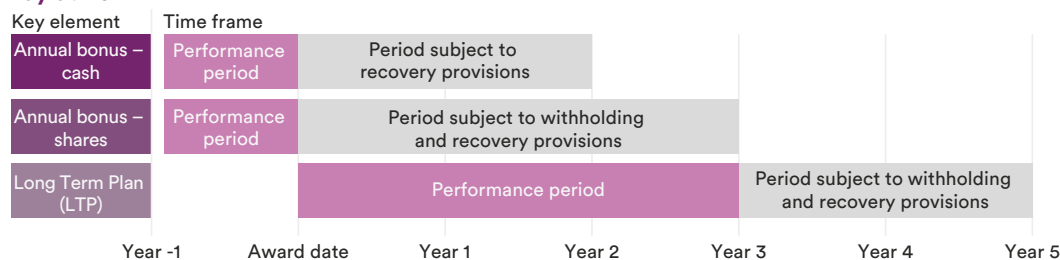 Key element
Time frame
Annual bonus –
cash
Performance
period
Period subject to
recovery provisions
Annual bonus –
shares
Performance
period
Period subject to withholding
and recovery provisions
Long Term Plan
(LTP)
Performance period
Period subject to withholding
and recovery provisions
Year -1
Award date
Year 1
Year 2
Year 3
Year 4
Year 5